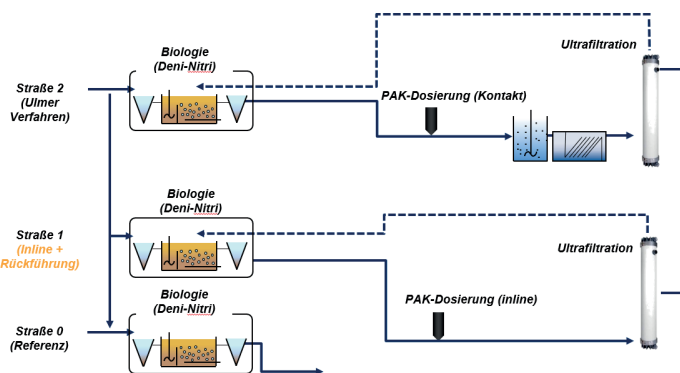 Biologie
(Deni-Nitri)
Ultrafiltration
Straße 2
(Ulmer
Verfahren)
PAK-Dosierung (Kontakt)
Biologie
(Deni-Nitri)
Straße 1
(Inline +
Rückführung)
Ultrafiltration
Biologie
(Deni-Nitri)
PAK-Dosierung (inline)
Straße 0
(Referenz)